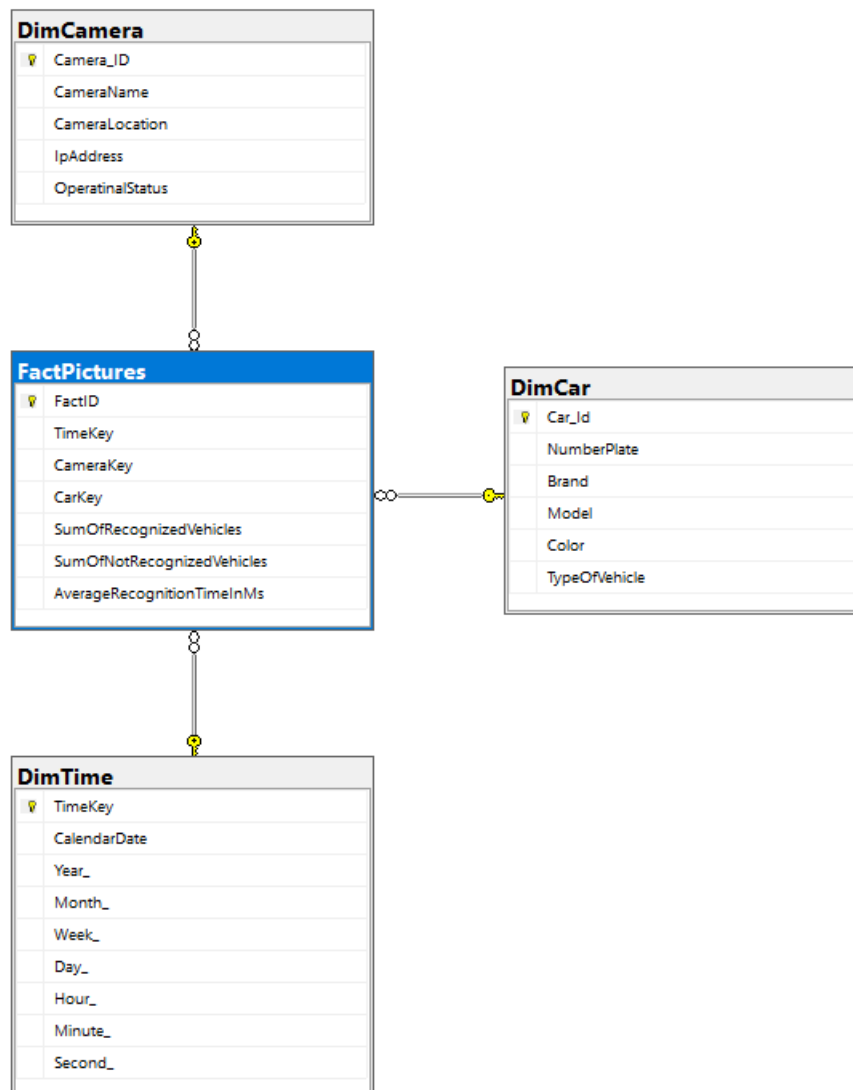 DimCamera
Camera_ID
CameraName
CameraLocation
IpAddress
OperatinalStatus
FactPictures
FactID
TimeKey
CameraKey
CarKey
SumOfRecognizedVehicles
SumOfNotRecognizedVehicles
AverageRecognitionTimeInMs
DimCar
Car_Id
NumberPlate
Brand
Model
Color
TypeOfVehicle
DimTime
TimeKey
CalendarDate
Year_
Month_
Week_
Day_
Hour_
Minute_
Second_